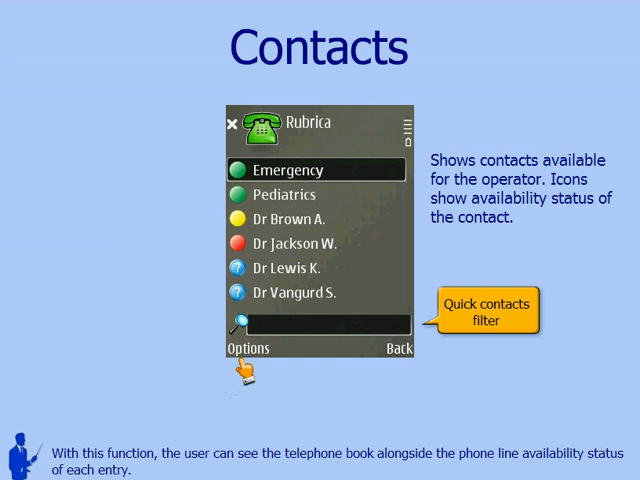 Contacts
Rubrica
Emergency
Pediatrics
Dr Brown A.
Dr Jackson W.
Dr Lewis K.
Dr Vangurd S.
Options
Back
Shows contacts available
for the operator. Icons
show availability status of
the contact.
Quick contacts
filter
With this function, the user can see the telephone book alongside the phone line availability status
of each entry.